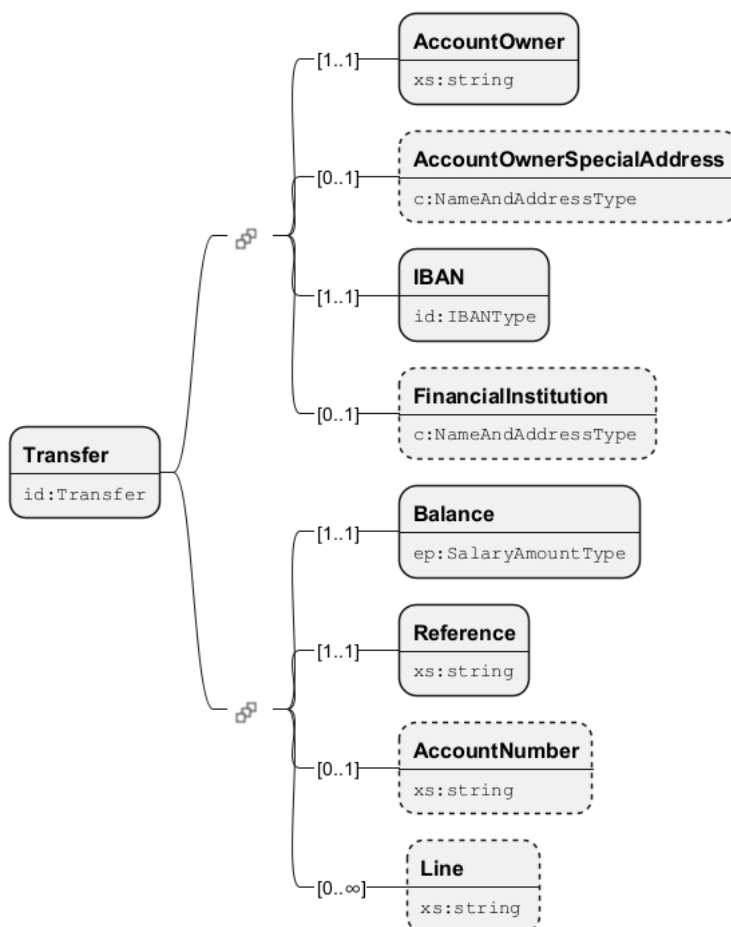 [1..1]
AccountOwner
xs:string
[0..1]
AccountOwnerSpecialAddress
c:NameAndAddressType
[1..1]
IBAN
id:IBANType
[0..1]
FinancialInstitution
c:NameAndAddressType
Transfer
id:Transfer
[1..1]
Balance
ep:SalaryAmountType
[1..1]
Reference
xs:string
[0..1]
AccountNumber
xs:string
[0..∞]
Line
xs:string